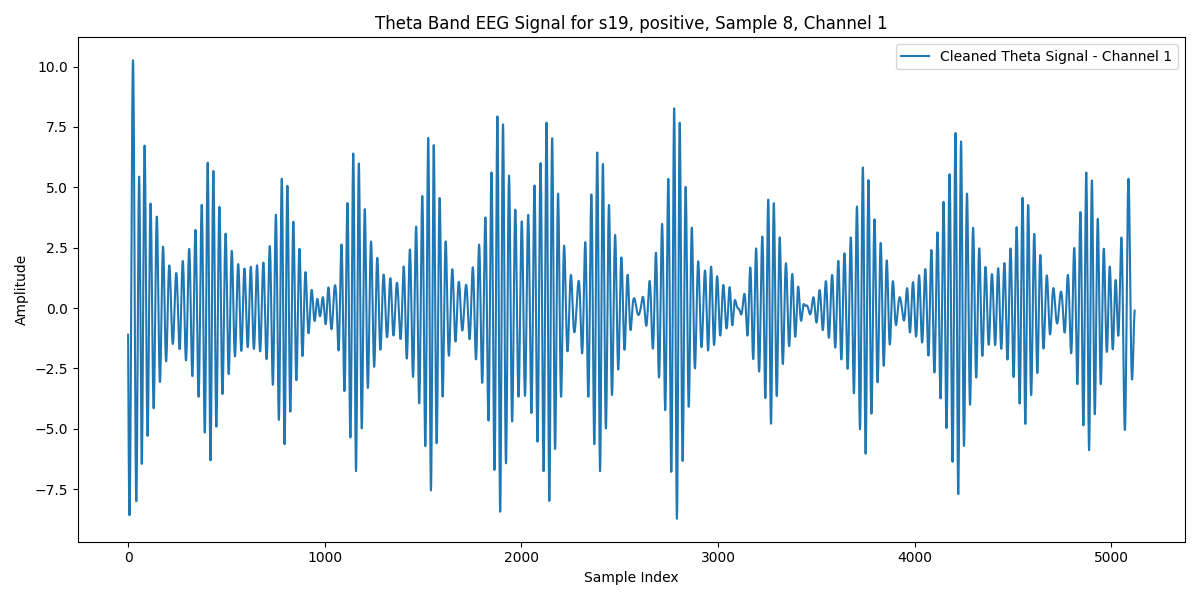 Theta Band EEG Signal for s19, positive, Sample 8, Channel 1
Cleaned Theta Signal - Channel 1
10.0
7.5
5.0
2.5
0.0
−2.5
−5.0
−7.5
Amplitude
0 1000 2000 3000 4000 5000
Sample Index